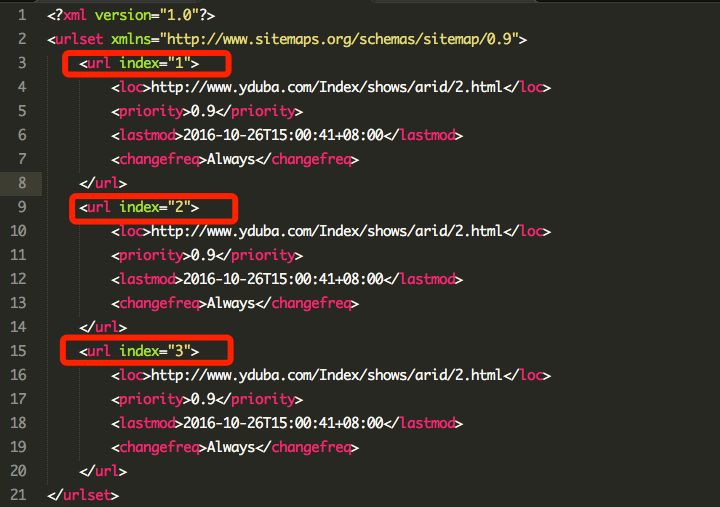 1 <?xml version="1.0"?>
2 <urlset xmlns="http://www.sitemaps.org/schemas/sitemap/0.9">
3 <url index="1">
4 <loc>http://www.yduba.com/Index/shows/arid/2.html</loc>
5 <priority>0.9</priority>
6 <lastmod>2016-10-26T15:00:41+08:00</lastmod>
7 <changefreq>Always</changefreq>
8 </url>
9 <url index="2">
10 <loc>http://www.yduba.com/Index/shows/arid/2.html</loc>
11 <priority>0.9</priority>
12 <lastmod>2016-10-26T15:00:41+08:00</lastmod>
13 <changefreq>Always</changefreq>
14 </url>
15 <url index="3">
16 <loc>http://www.yduba.com/Index/shows/arid/2.html</loc>
17 <priority>0.9</priority>
18 <lastmod>2016-10-26T15:00:41+08:00</lastmod>
19 <changefreq>Always</changefreq>
20 </url>
21 </urlset>